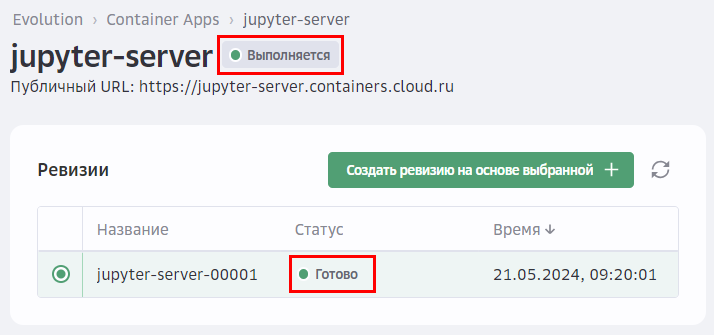 Evolution › Container Apps › jupyter-server
jupyter-server Выполняется
Публичный URL: https://jupyter-server.containers.cloud.ru
Ревизии Создать ревизию на основе выбранной +
Название Статус Время ↓
jupyter-server-00001 Готово 21.05.2024, 09:20:01